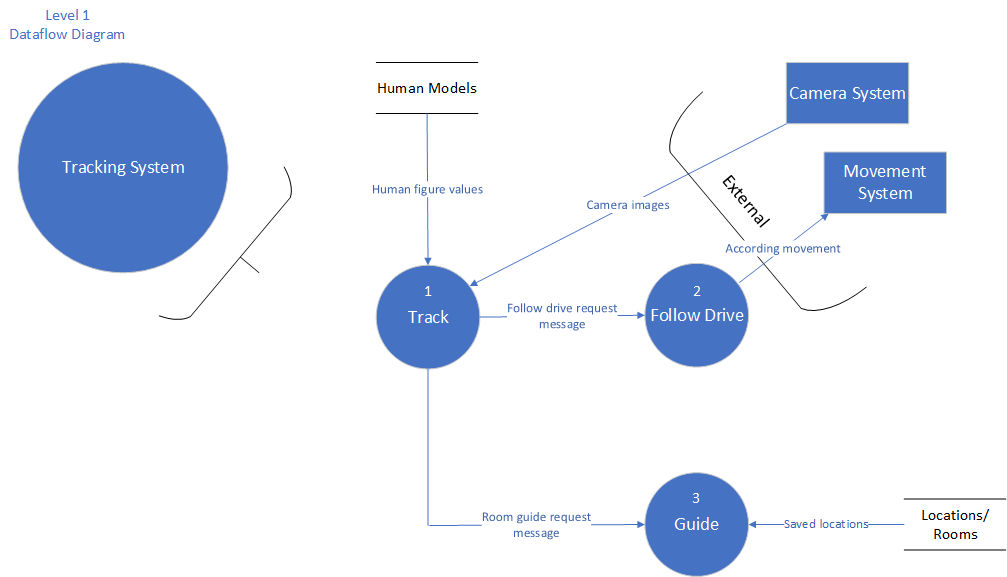 Level 1
Dataflow Diagram
Tracking System
Human Models
Camera System
Movement
System
External
Human figure values
Camera images
According movement
1
Track
Follow drive request
message
2
Follow Drive
Room guide request
message
3
Guide
Saved locations
Locations/
Rooms